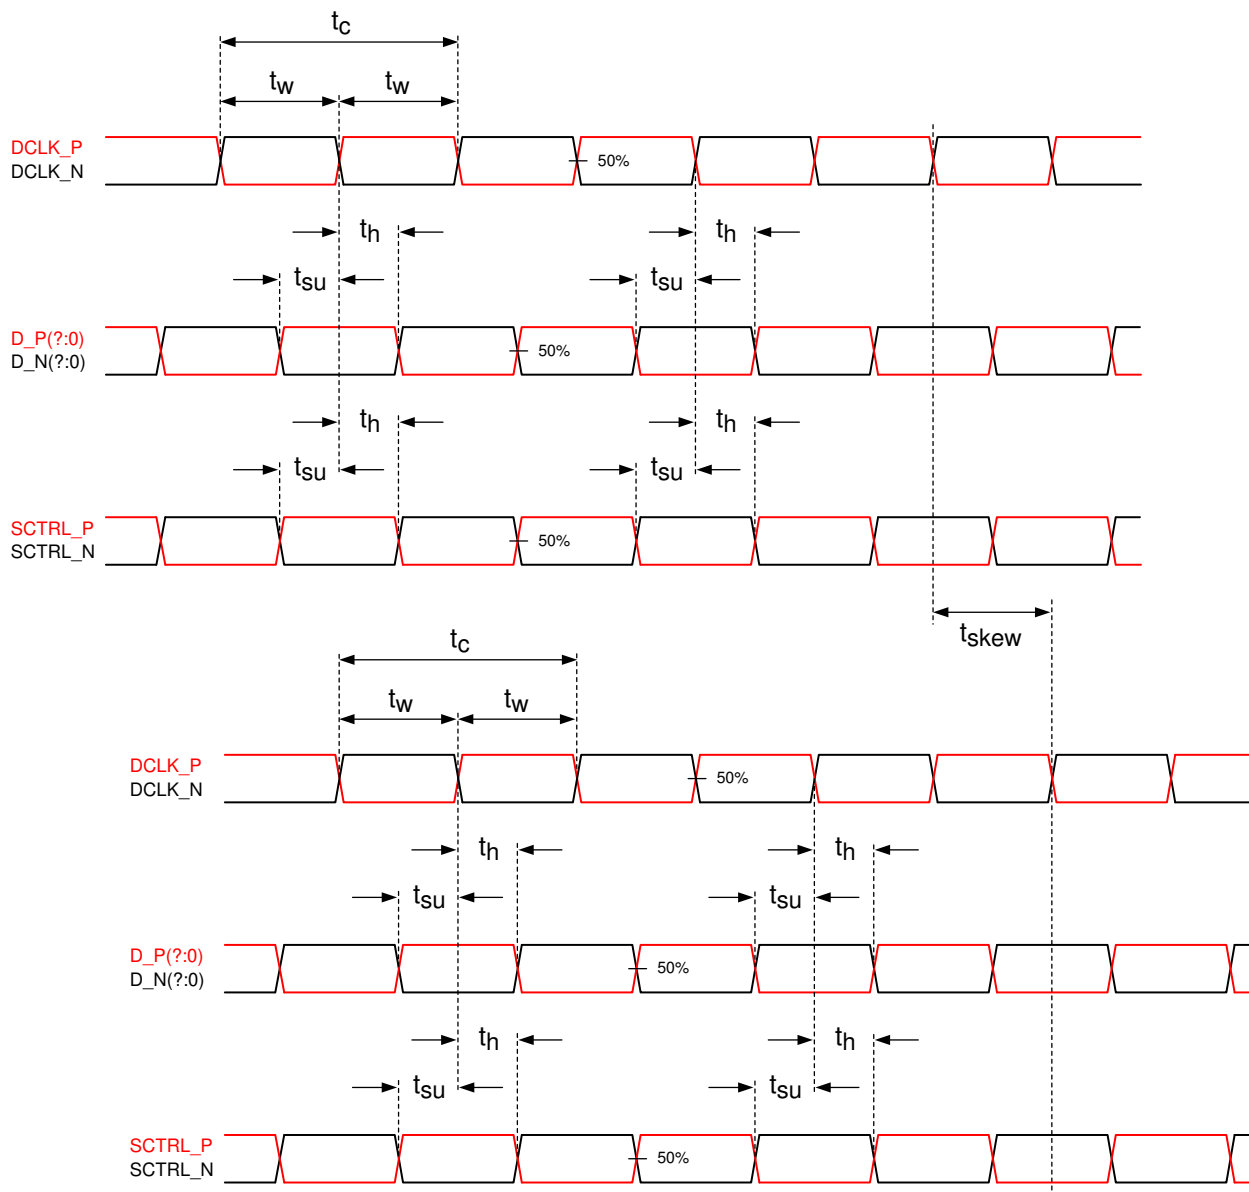 tc
tw tw
DCLK_P
DCLK_N
50%
th th
tsu tsu
D_P(?:0)
D_N(?:0)
50%
th th
tsu tsu
SCTRL_P
SCTRL_N
50%
tskew
tc
tw tw
DCLK_P
DCLK_N
50%
th th
tsu tsu
D_P(?:0)
D_N(?:0)
50%
th th
tsu tsu
SCTRL_P
SCTRL_N
50%